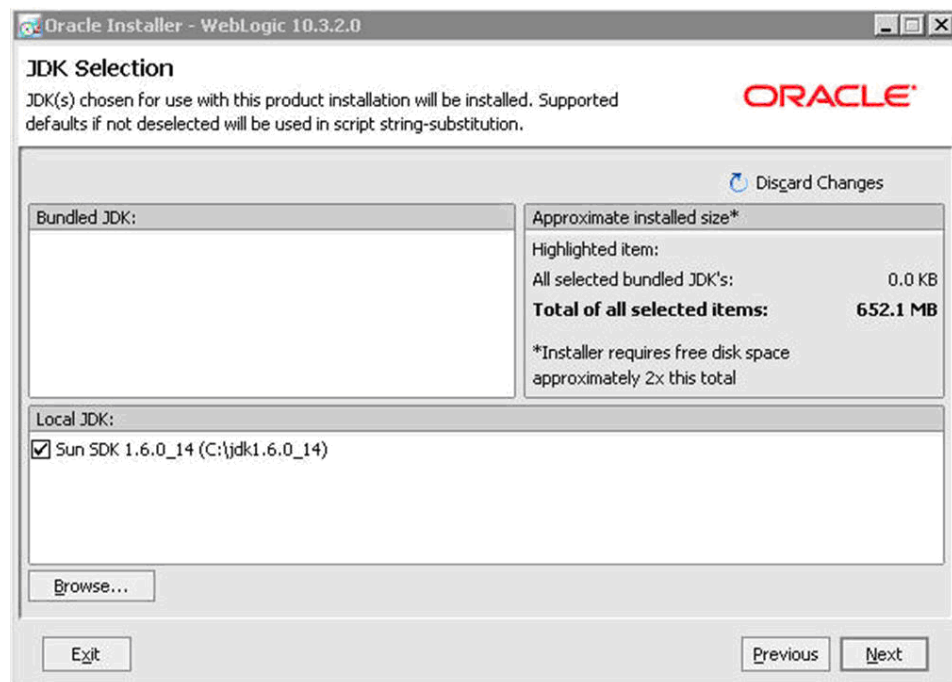 Oracle Installer - WebLogic 10.3.2.0
JDK Selection
JDK(s) chosen for use with this product installation will be installed. Supported
defaults if not deselected will be used in script string-substitution.
ORACLE
Discard Changes
Bundled JDK:
Approximate installed size*
Highlighted item:
All selected bundled JDK's: 0.0 KB
Total of all selected items: 652.1 MB
*Installer requires free disk space
approximately 2x this total
Local JDK:
Sun SDK 1.6.0_14 (C:\jdk1.6.0_14)
Browse...
Exit
Previous
Next